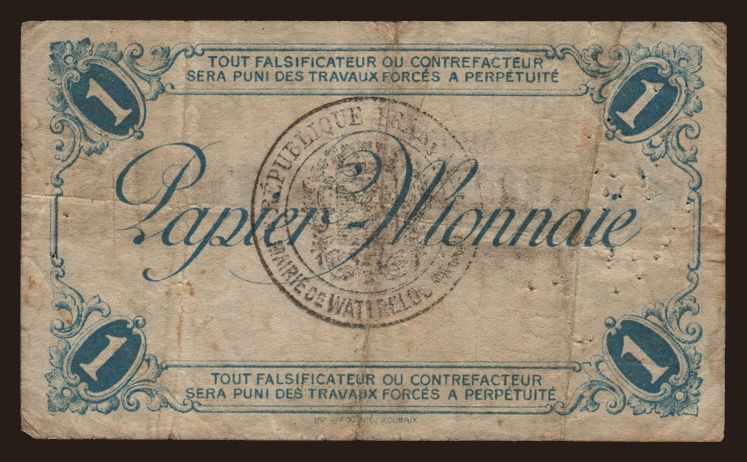 1 1
TOUT FALSIFICATEUR OU CONTREFACTEUR
SERA PUNI DES TRAVAUX FORCÉS A PERPÉTUITÉ
RÉPUBLIQUE
Papier-Monnaie
MAIRIE DE WATTRELOS
1 1
TOUT FALSIFICATEUR OU CONTREFACTEUR
SERA PUNI DES TRAVAUX FORCÉS A PERPÉTUITÉ
ROUBAIX